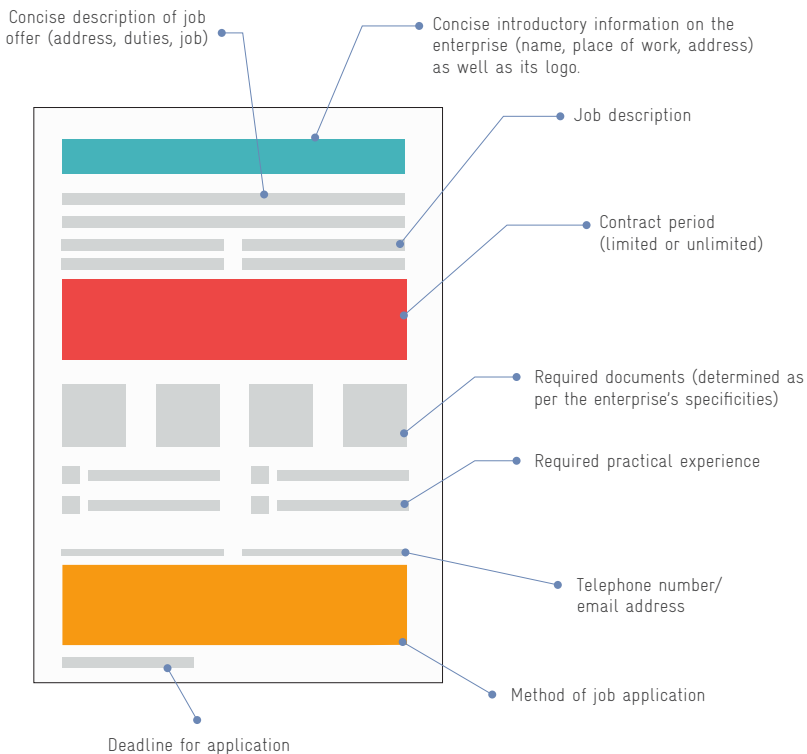 Concise description of job
offer (address, duties, job)
Concise introductory information on the
enterprise (name, place of work, address)
as well as its logo.
Job description
Contract period
(limited or unlimited)
Required documents (determined as
per the enterprise's specificities)
Required practical experience
Telephone number/
email address
Method of job application
Deadline for application